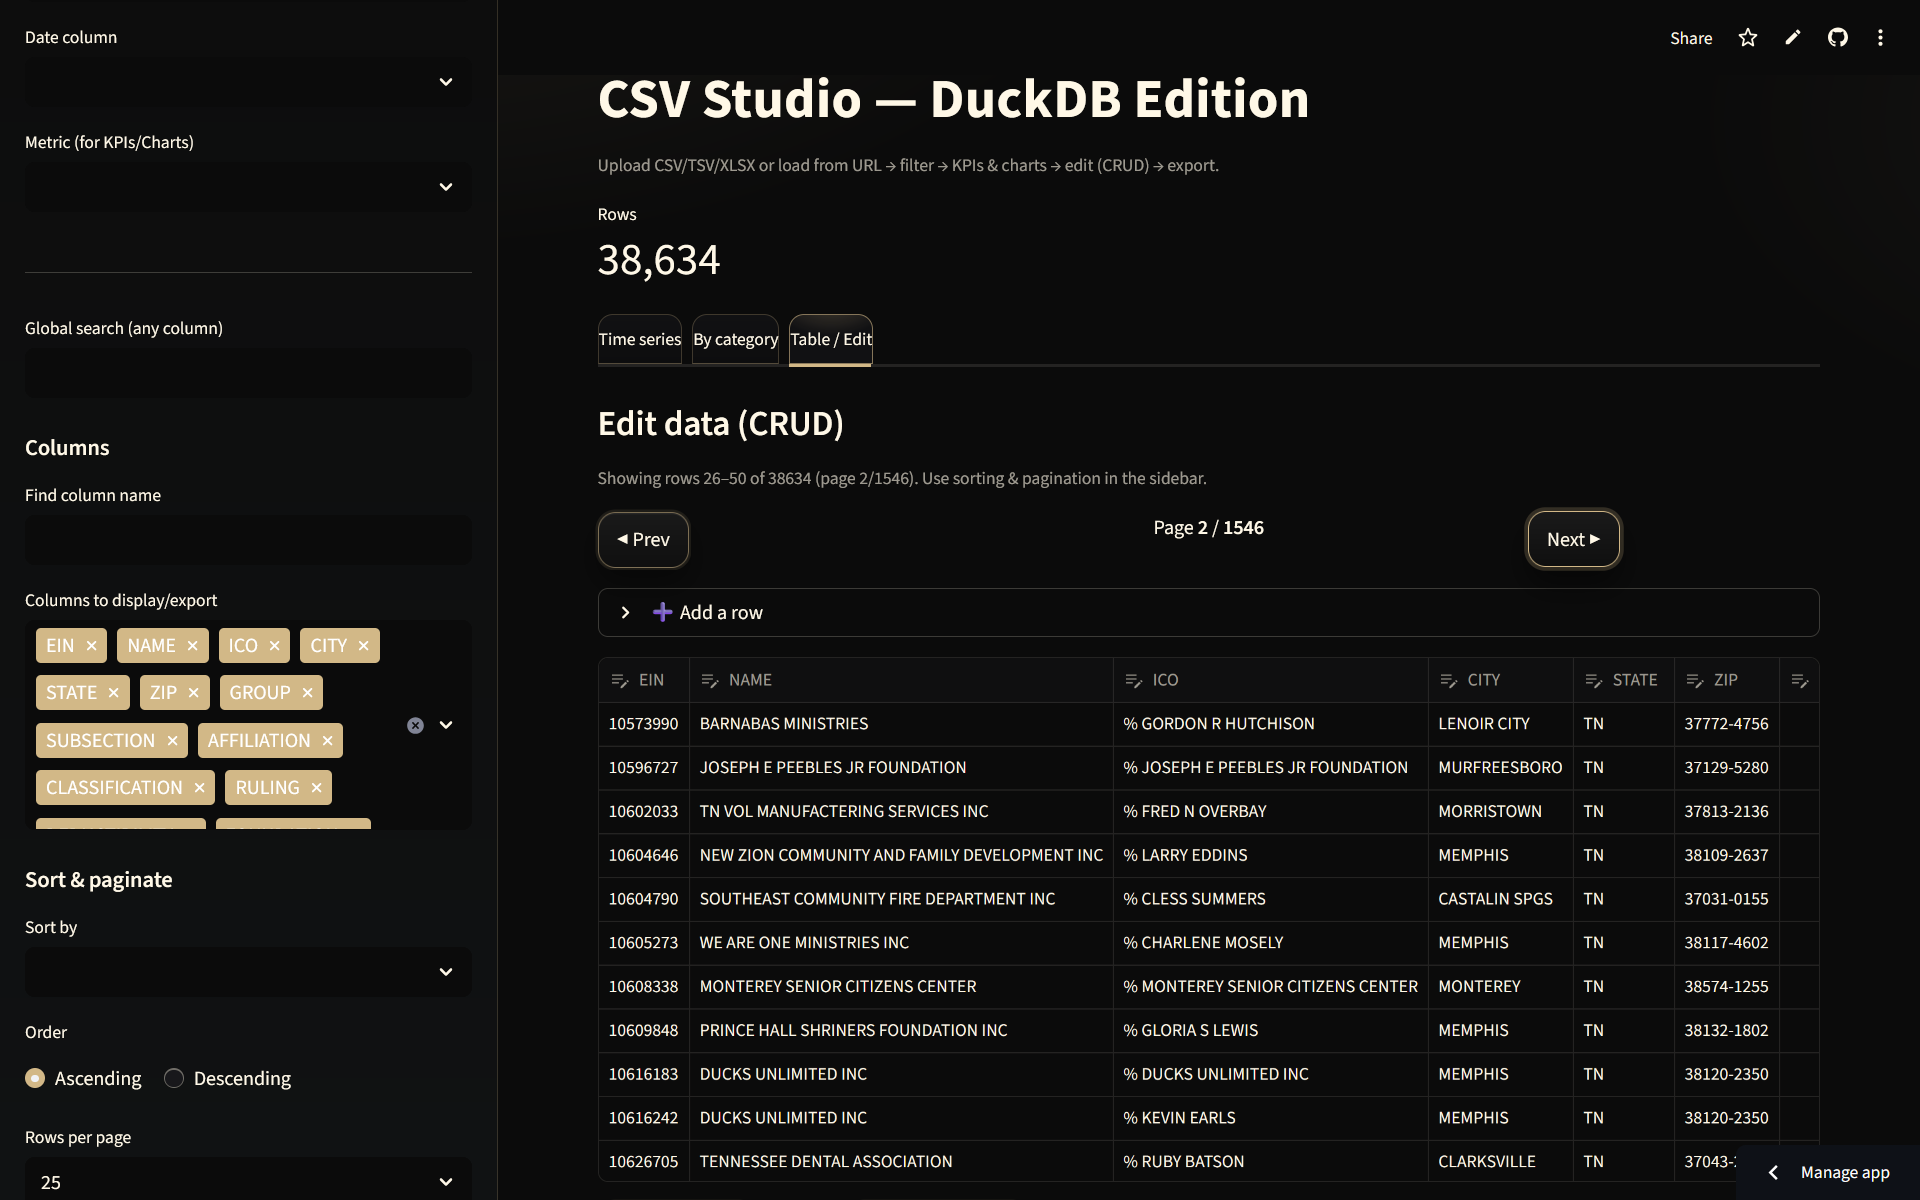 Date column
Metric (for KPIs/Charts)
Global search (any column)
Columns
Find column name
Columns to display/export
EIN × NAME × ICO × CITY ×
STATE × ZIP × GROUP ×
SUBSECTION × AFFILIATION ×
CLASSIFICATION × RULING ×
Sort & paginate
Sort by
Order
Ascending Descending
Rows per page
25
Share
CSV Studio — DuckDB Edition
Upload CSV/TSV/XLSX or load from URL → filter → KPIs & charts → edit (CRUD) → export.
Rows
38,634
Time series By category Table / Edit
Edit data (CRUD)
Showing rows 26–50 of 38634 (page 2/1546). Use sorting & pagination in the sidebar.
◄ Prev Page 2 / 1546 Next ►
➕ Add a row
EIN NAME ICO CITY STATE ZIP
10573990 BARNABAS MINISTRIES % GORDON R HUTCHISON LENOIR CITY TN 37772-4756
10596727 JOSEPH E PEEBLES JR FOUNDATION % JOSEPH E PEEBLES JR FOUNDATION MURFREESBORO TN 37129-5280
10602033 TN VOL MANUFACTERING SERVICES INC % FRED N OVERBAY MORRISTOWN TN 37813-2136
10604646 NEW ZION COMMUNITY AND FAMILY DEVELOPMENT INC % LARRY EDDINS MEMPHIS TN 38109-2637
10604790 SOUTHEAST COMMUNITY FIRE DEPARTMENT INC % CLESS SUMMERS CASTALIN SPGS TN 37031-0155
10605273 WE ARE ONE MINISTRIES INC % CHARLENE MOSELY MEMPHIS TN 38117-4602
10608338 MONTEREY SENIOR CITIZENS CENTER % MONTEREY SENIOR CITIZENS CENTER MONTEREY TN 38574-1255
10609848 PRINCE HALL SHRINERS FOUNDATION INC % GLORIA S LEWIS MEMPHIS TN 38132-1802
10616183 DUCKS UNLIMITED INC % DUCKS UNLIMITED INC MEMPHIS TN 38120-2350
10616242 DUCKS UNLIMITED INC % KEVIN EARLS MEMPHIS TN 38120-2350
10626705 TENNESSEE DENTAL ASSOCIATION % RUBY BATSON CLARKSVILLE TN
Manage app